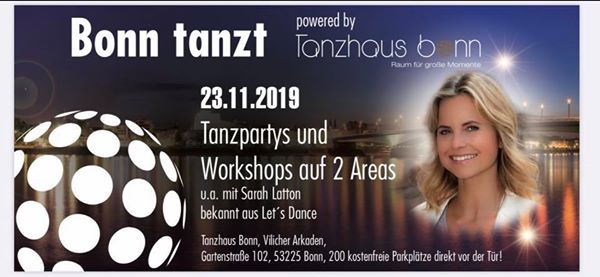 Bonn tanzt
powered by
Tanzhaus bonn
Raum für große Momente
23.11.2019
Tanzpartys und
Workshops auf 2 Areas
u.a. mit Sarah Latton
bekannt aus Let´s Dance
Tanzhaus Bonn, Vilicher Arkaden,
Gartenstraße 102, 53225 Bonn, 200 kostenfreie Parkplätze direkt vor der Tür!